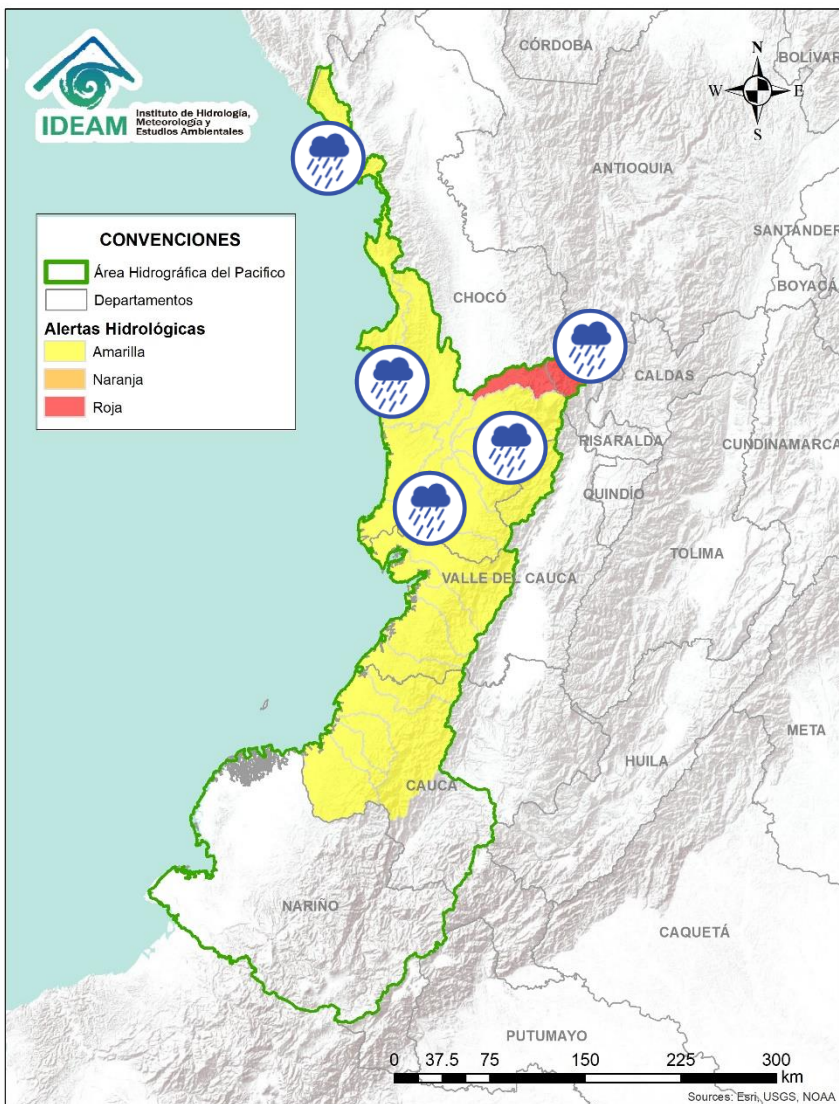 IDEAM
Instituto de Hidrología,
Meteorología y
Estudios Ambientales
CÓRDOBA
BOLÍVAR
N
W
E
S
ANTIOQUIA
SANTANDER
BOYACÁ
CONVENCIONES
Área Hidrográfica del Pacifico
Departamentos
Alertas Hidrológicas
Amarilla
Naranja
Roja
CHOCÓ
CALDAS
RISARALDA
CUNDINAMARCA
QUINDÍO
TOLIMA
VALLE DEL CAUCA
META
HUILA
CAUCA
NARIÑO
CAQUETÁ
PUTUMAYO
0 37.5 75 150 225 300
km
Sources: Esri, USGS, NOAA